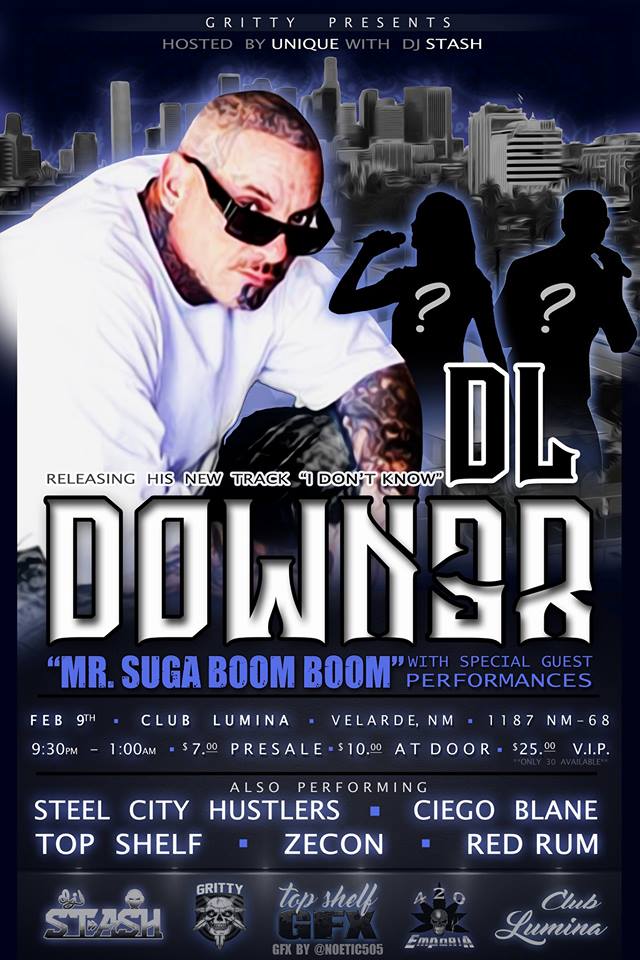 GRITTY PRESENTS
HOSTED BY UNIQUE WITH DJ STASH
? ?
DL
RELEASING HIS NEW TRACK "I DON'T KNOW"
DOWNER
"MR. SUGA BOOM BOOM" WITH SPECIAL GUEST
PERFORMANCES
FEB 9TH ▪ CLUB LUMINA ▪ VELARDE, NM ▪ 1187 NM-68
9:30PM – 1:00AM ▪ $7.00 PRESALE ▪ $10.00 AT DOOR ▪ $25.00 V.I.P.
**ONLY 30 AVAILABLE**
ALSO PERFORMING
STEEL CITY HUSTLERS ▪ CIEGO BLANE
TOP SHELF ▪ ZECON ▪ RED RUM
DJ STASH
GRITTY
top shelf
GFX
GFX BY @NOETIC505
420
EMPORIA
Club
Lumina